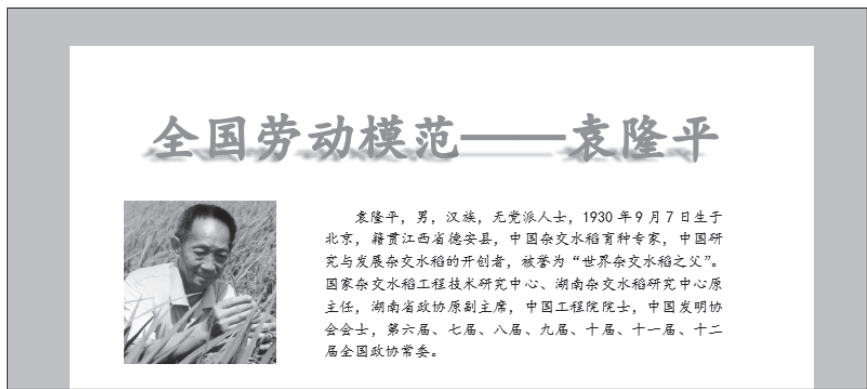 全国劳动模范——袁隆平
袁隆平，男，汉族，无党派人士，1930 年 9 月 7 日生于
北京，籍贯江西省德安县，中国杂交水稻育种专家，中国研
究与发展杂交水稻的开创者，被誉为“世界杂交水稻之父”。
国家杂交水稻工程技术研究中心、湖南杂交水稻研究中心原
主任，湖南省政协原副主席，中国工程院院士，中国发明协
会会士，第六届、七届、八届、九届、十届、十一届、十二
届全国政协常委。